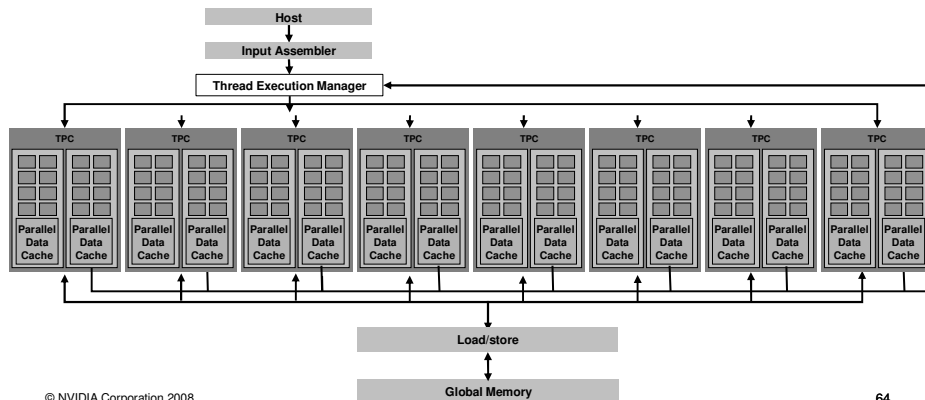 Host
Input Assembler
Thread Execution Manager
TPC TPC TPC TPC TPC TPC TPC TPC
Parallel Parallel Parallel Parallel Parallel Parallel Parallel Parallel Parallel Parallel Parallel Parallel Parallel Parallel Parallel Parallel
Data Data Data Data Data Data Data Data Data Data Data Data Data Data Data Data
Cache Cache Cache Cache Cache Cache Cache Cache Cache Cache Cache Cache Cache Cache Cache Cache
Load/store
Global Memory
© NVIDIA Corporation 2008
64